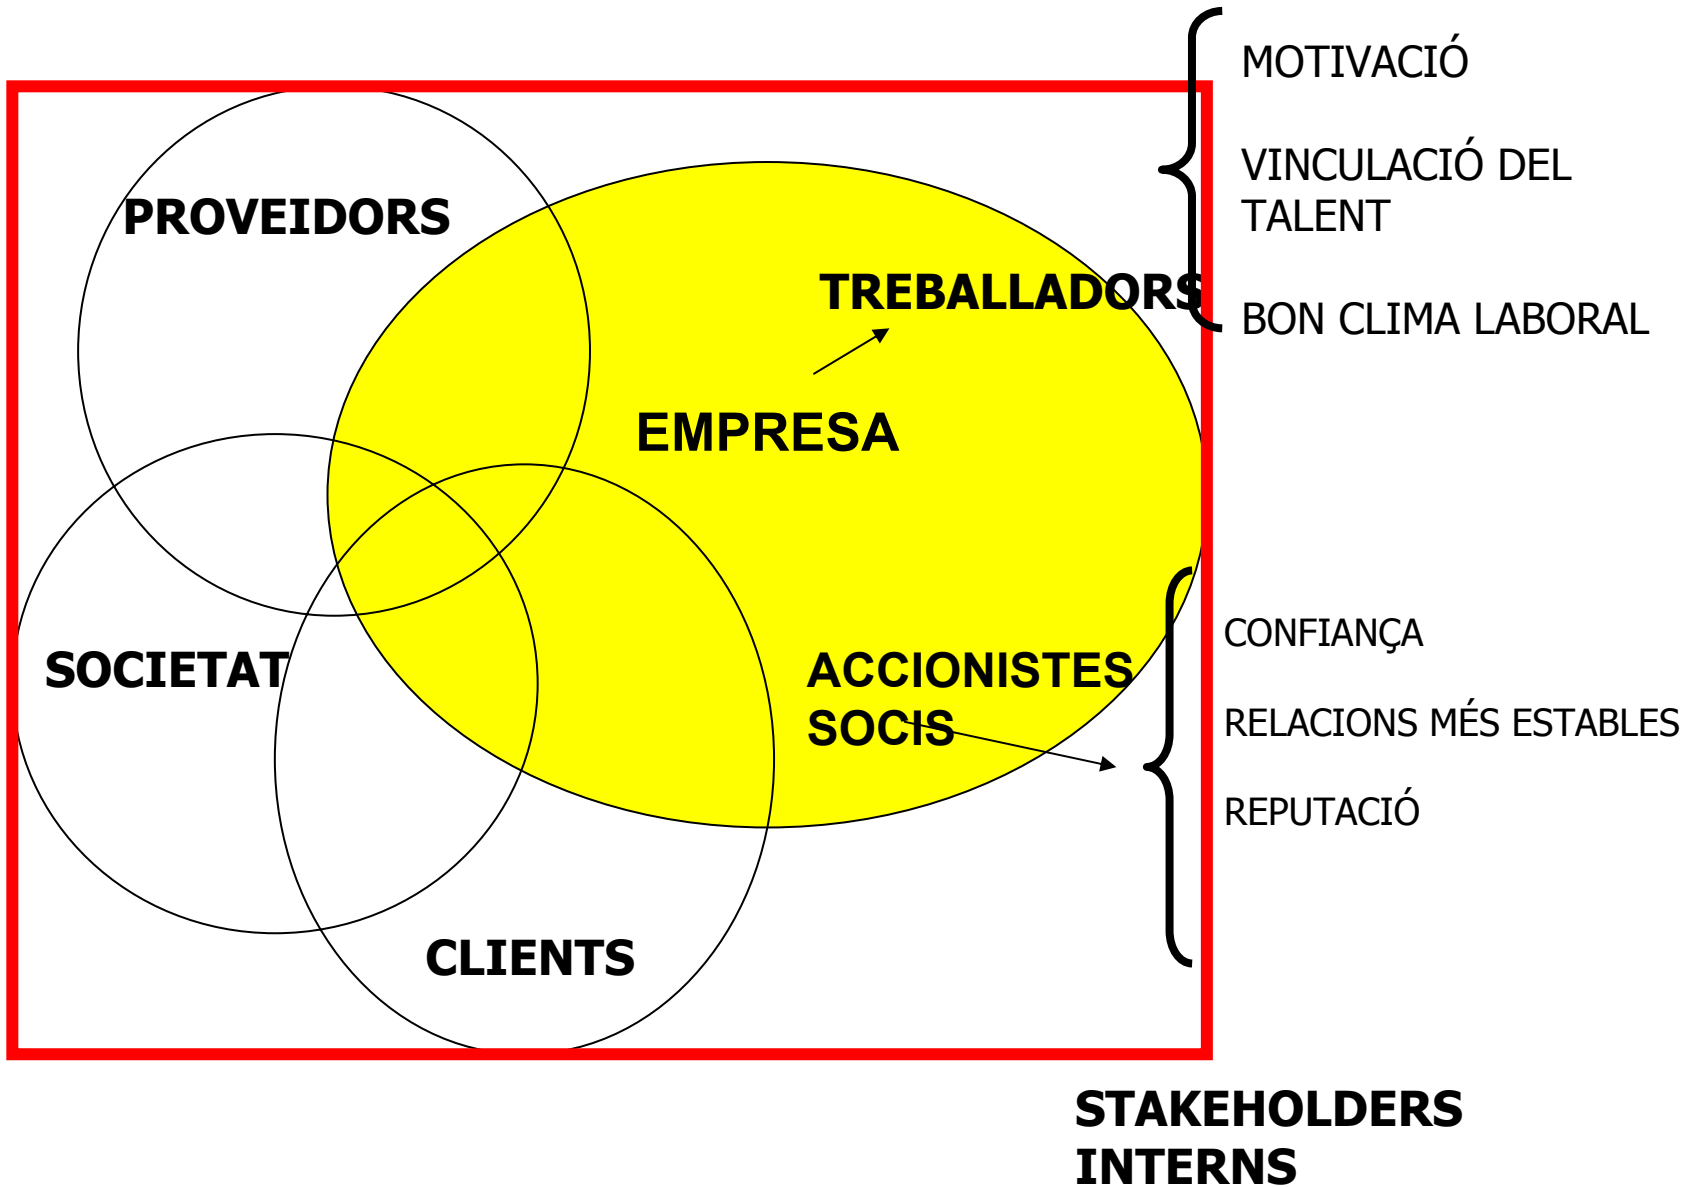 MOTIVACIÓ
VINCULACIÓ DEL
TALENT
BON CLIMA LABORAL
PROVEIDORS
TREBALLADORS
EMPRESA
SOCIETAT
ACCIONISTES
SOCIS
CONFIANÇA
RELACIONS MÉS ESTABLES
REPUTACIÓ
CLIENTS
STAKEHOLDERS
INTERNS